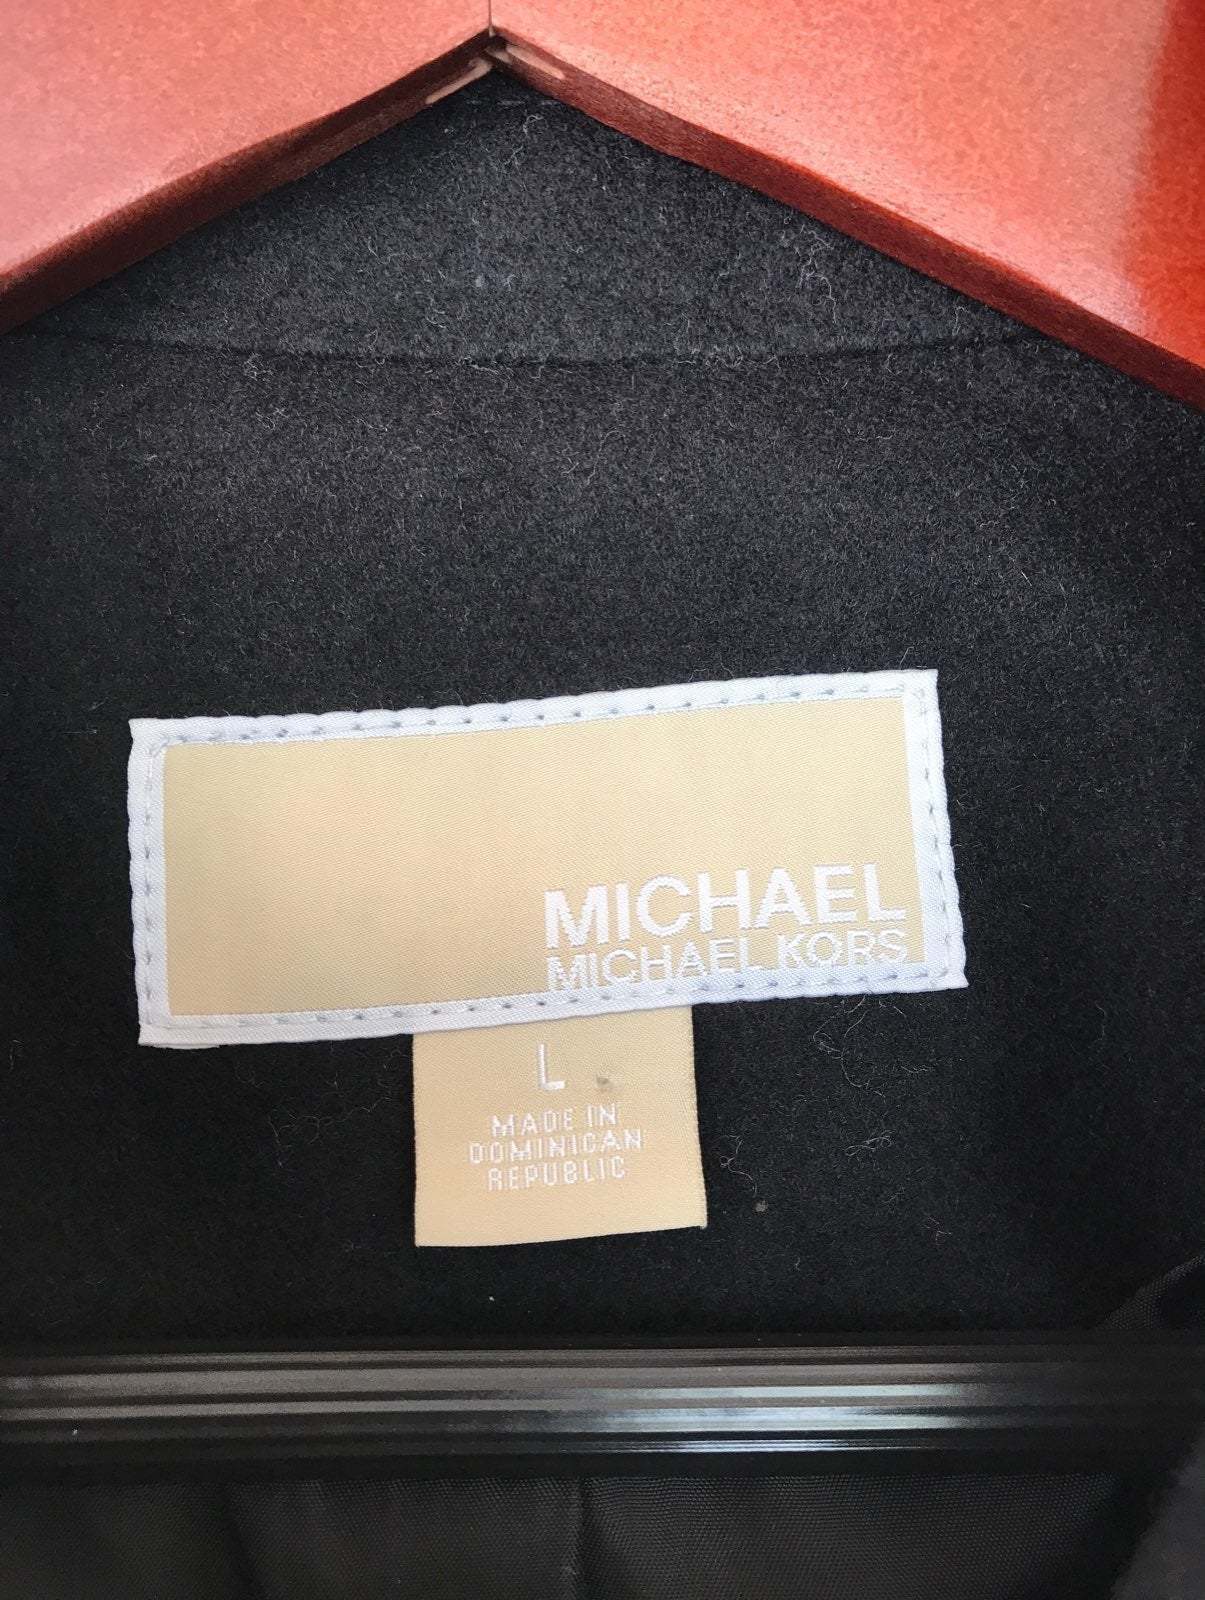 MICHAEL
MICHAEL KORS
L
MADE IN
DOMINICAN
REPUBLIC